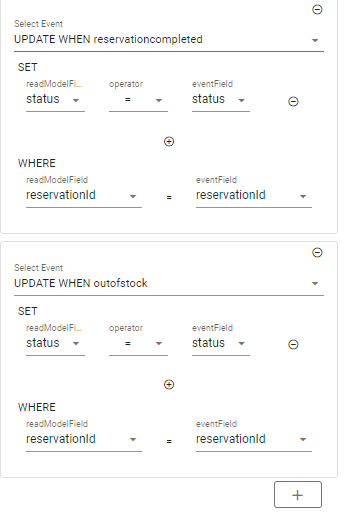 Select Event
UPDATE WHEN reservationcompleted
SET
readModelFi... operator eventField
status = status
WHERE
readModelField eventField
reservationId = reservationId
Select Event
UPDATE WHEN outofstock
SET
readModelFi... operator eventField
status = status
WHERE
readModelField eventField
reservationId = reservationId